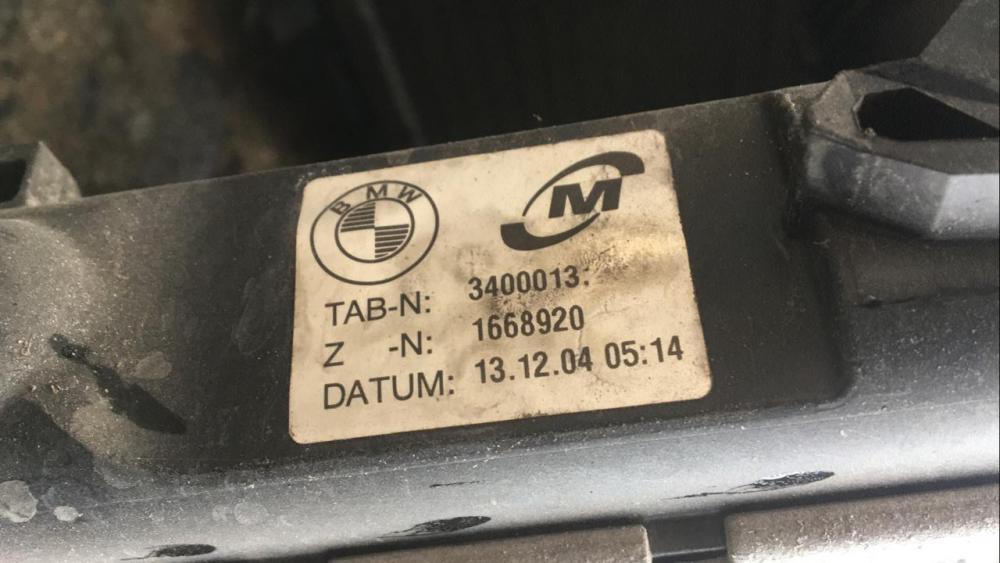 BMW
M
TAB-N: 3400013:
Z -N: 1668920
DATUM: 13.12.04 05:14